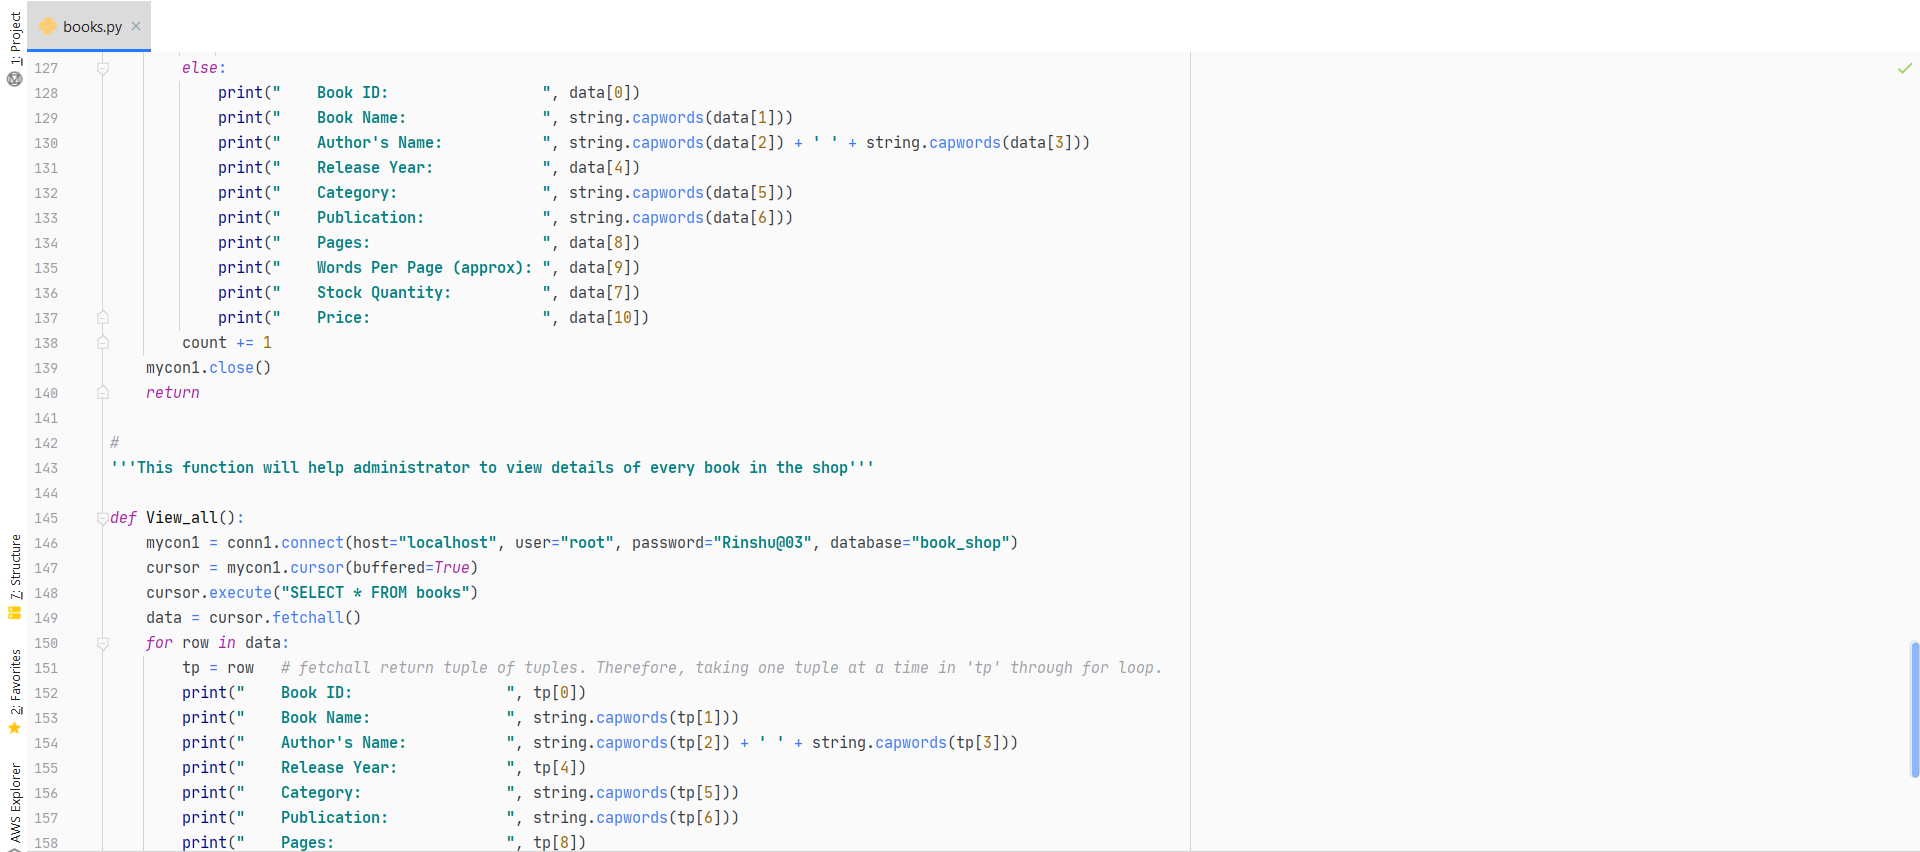 1: Project
books.py
127 else:
128 print("    Book ID:                 ", data[0])
129 print("    Book Name:               ", string.capwords(data[1]))
130 print("    Author's Name:           ", string.capwords(data[2]) + ' ' + string.capwords(data[3]))
131 print("    Release Year:            ", data[4])
132 print("    Category:                ", string.capwords(data[5]))
133 print("    Publication:             ", string.capwords(data[6]))
134 print("    Pages:                   ", data[8])
135 print("    Words Per Page (approx): ", data[9])
136 print("    Stock Quantity:          ", data[7])
137 print("    Price:                   ", data[10])
138 count += 1
139 mycon1.close()
140 return
141
142 #
143 '''This function will help administrator to view details of every book in the shop'''
144
145 def View_all():
146 mycon1 = conn1.connect(host="localhost", user="root", password="Rinshu@03", database="book_shop")
147 cursor = mycon1.cursor(buffered=True)
148 cursor.execute("SELECT * FROM books")
149 data = cursor.fetchall()
150 for row in data:
151 tp = row   # fetchall return tuple of tuples. Therefore, taking one tuple at a time in 'tp' through for loop.
152 print("    Book ID:                 ", tp[0])
153 print("    Book Name:               ", string.capwords(tp[1]))
154 print("    Author's Name:           ", string.capwords(tp[2]) + ' ' + string.capwords(tp[3]))
155 print("    Release Year:            ", tp[4])
156 print("    Category:                ", string.capwords(tp[5]))
157 print("    Publication:             ", string.capwords(tp[6]))
158 print("    Pages:                   ", tp[8])
7: Structure
2: Favorites
AWS Explorer